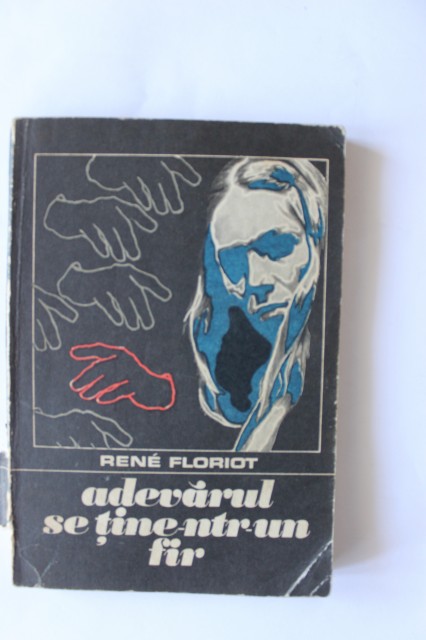 RENÉ FLORIOT
adevărul
se ține-ntr-un
fir